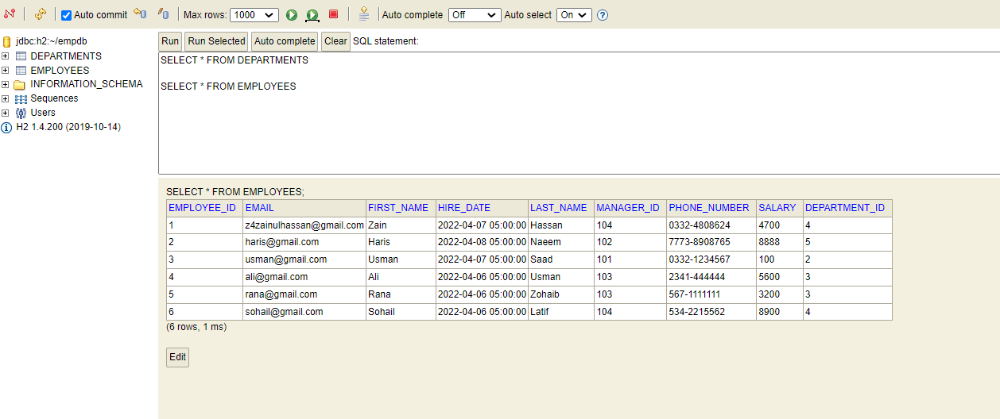 Auto commit Max rows: 1000 Auto complete Off Auto select On
jdbc:h2:~/empdb
DEPARTMENTS
EMPLOYEES
INFORMATION_SCHEMA
Sequences
Users
H2 1.4.200 (2019-10-14)
Run Run Selected Auto complete Clear SQL statement:
SELECT * FROM DEPARTMENTS
SELECT * FROM EMPLOYEES
SELECT * FROM EMPLOYEES;
EMPLOYEE_ID EMAIL FIRST_NAME HIRE_DATE LAST_NAME MANAGER_ID PHONE_NUMBER SALARY DEPARTMENT_ID
1 z4zainulhassan@gmail.com Zain 2022-04-07 05:00:00 Hassan 104 0332-4808624 4700 4
2 haris@gmail.com Haris 2022-04-08 05:00:00 Naeem 102 7773-8908765 8888 5
3 usman@gmail.com Usman 2022-04-07 05:00:00 Saad 101 0332-1234567 100 2
4 ali@gmail.com Ali 2022-04-06 05:00:00 Usman 103 2341-444444 5600 3
5 rana@gmail.com Rana 2022-04-06 05:00:00 Zohaib 103 567-1111111 3200 3
6 sohail@gmail.com Sohail 2022-04-06 05:00:00 Latif 104 534-2215562 8900 4
(6 rows, 1 ms)
Edit